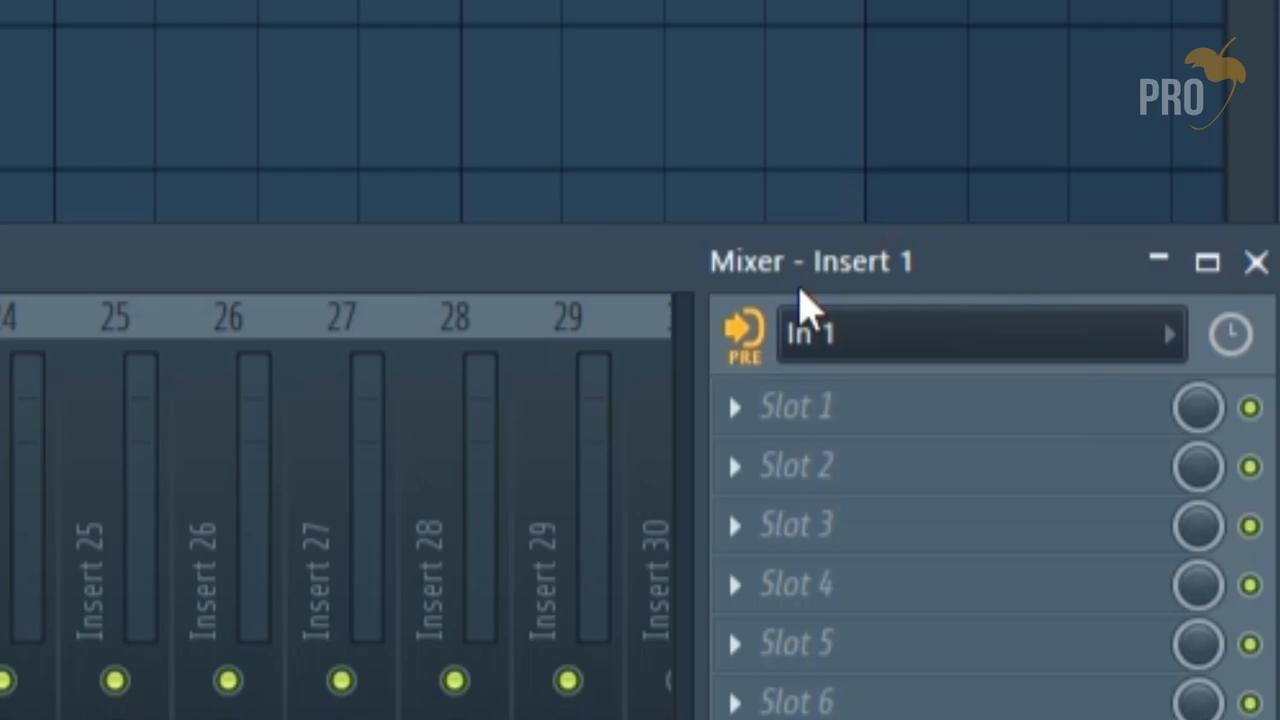 PRO
Mixer - Insert 1
25 26 27 28 29
In 1
PRE
Slot 1
Slot 2
Slot 3
Slot 4
Slot 5
Slot 6
Insert 25
Insert 26
Insert 27
Insert 28
Insert 29
Insert 30